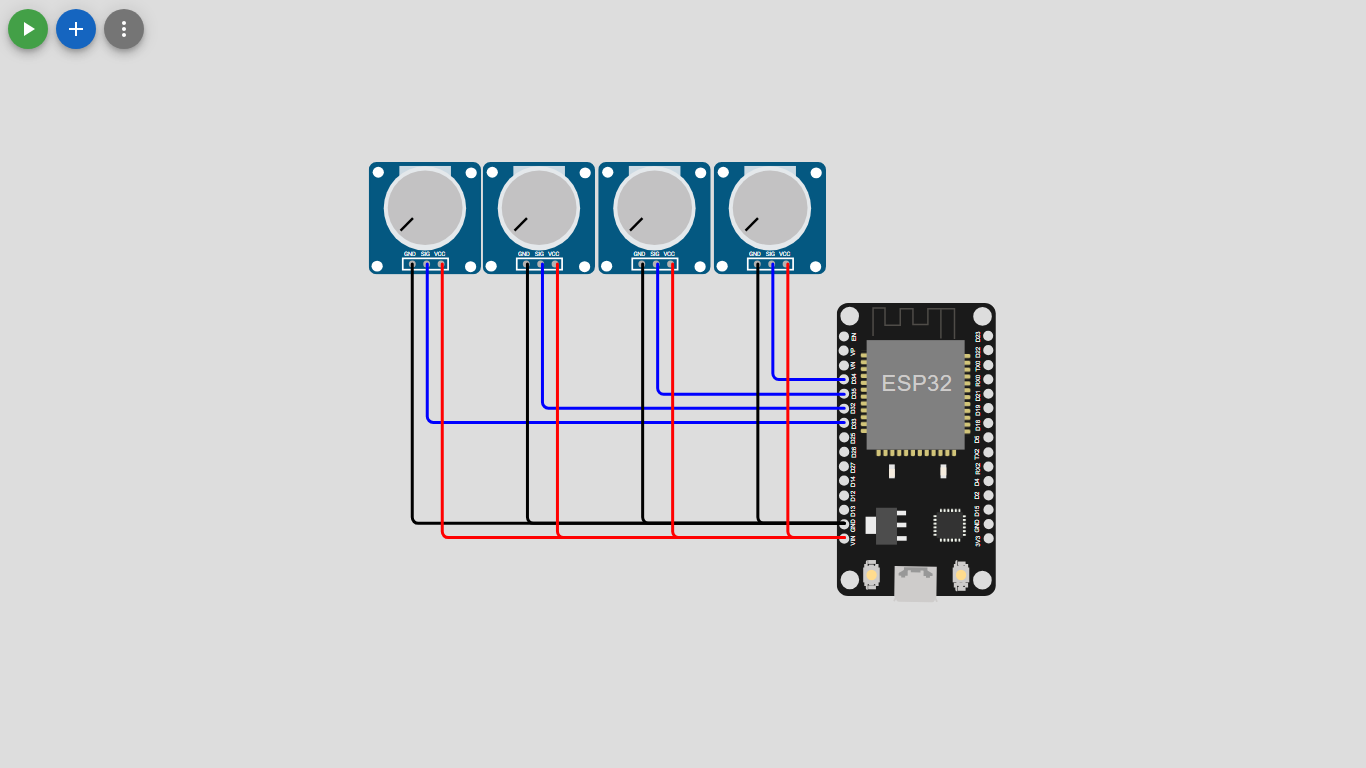 GND SIG VCC
GND SIG VCC
GND SIG VCC
GND SIG VCC
ESP32
EN
VP
VN
D34
D35
D32
D33
D25
D26
D27
D14
D12
D13
GND
VIN
D23
D22
TX0
RX0
D21
D19
D18
D5
TX2
RX2
D4
D2
D15
GND
3V3